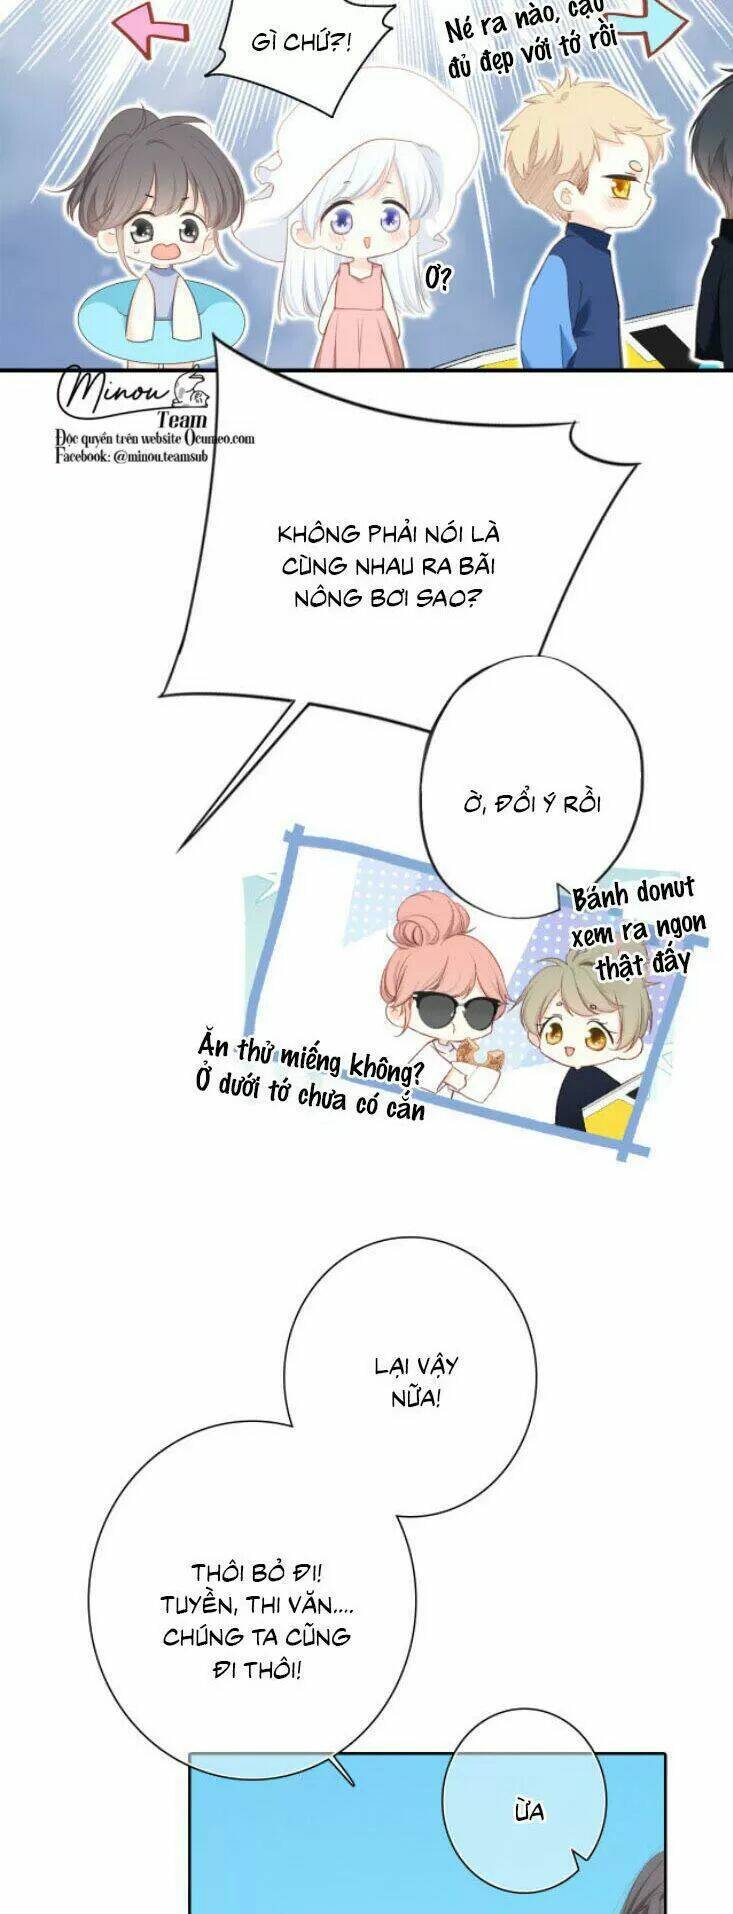 GÌ CHỨ?!
Né ra nào, cậu
đủ đẹp với tớ rồi
Ơ?
Minou
Team
Độc quyền trên website Ocumeo.com
Facebook: @minou.teamsub
KHÔNG PHẢI NÓI LÀ
CÙNG NHAU RA BÃI
NÔNG BƠI SAO?
Ờ, ĐỔI Ý RỒI
Bánh donut
xem ra ngon
thật đấy
Ăn thử miếng không?
Ở dưới tớ chưa có cắn
LẠI VẬY
NỮA!
THÔI BỎ ĐI!
TUYỀN, THI VĂN....
CHÚNG TA CŨNG
ĐI THÔI!
ỪA